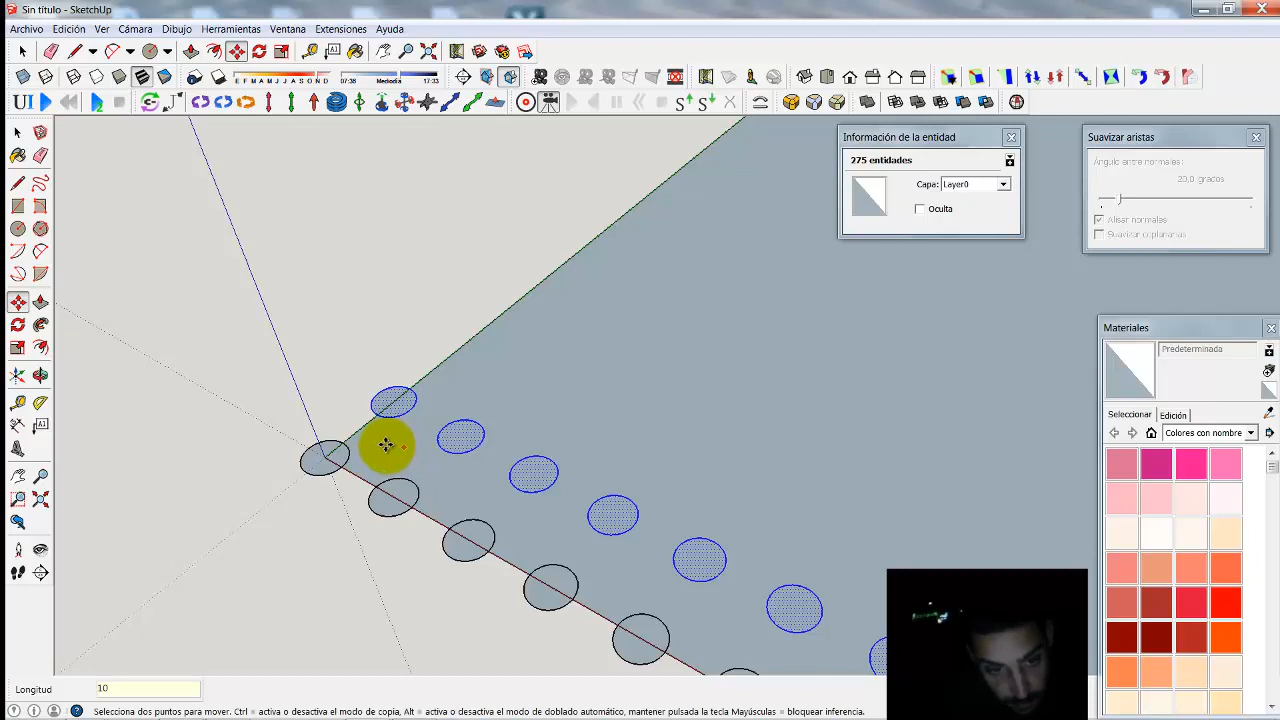 Sin título - SketchUp
Archivo Edición Ver Cámara Herramientas Dibujo Ventana Extensiones Ayuda
E F M A M J J A S O N D 07:38 Mediodía 17:33
UI
Información de la entidad
275 entidades
Capa: Layer0
Oculta
Suavizar aristas
Ángulo entre normales:
20,0 grados
Alisar normales
Suavizar coplanarias
Materiales
Predeterminada
Seleccionar Edición
Colores con nombre
Longitud 10
Selecciona dos puntos para mover. Ctrl = activa o desactiva el modo de copia, Alt = activa o desactiva el modo de doblado automático, mantener pulsada la tecla Mayúsculas = bloquear inferencia.